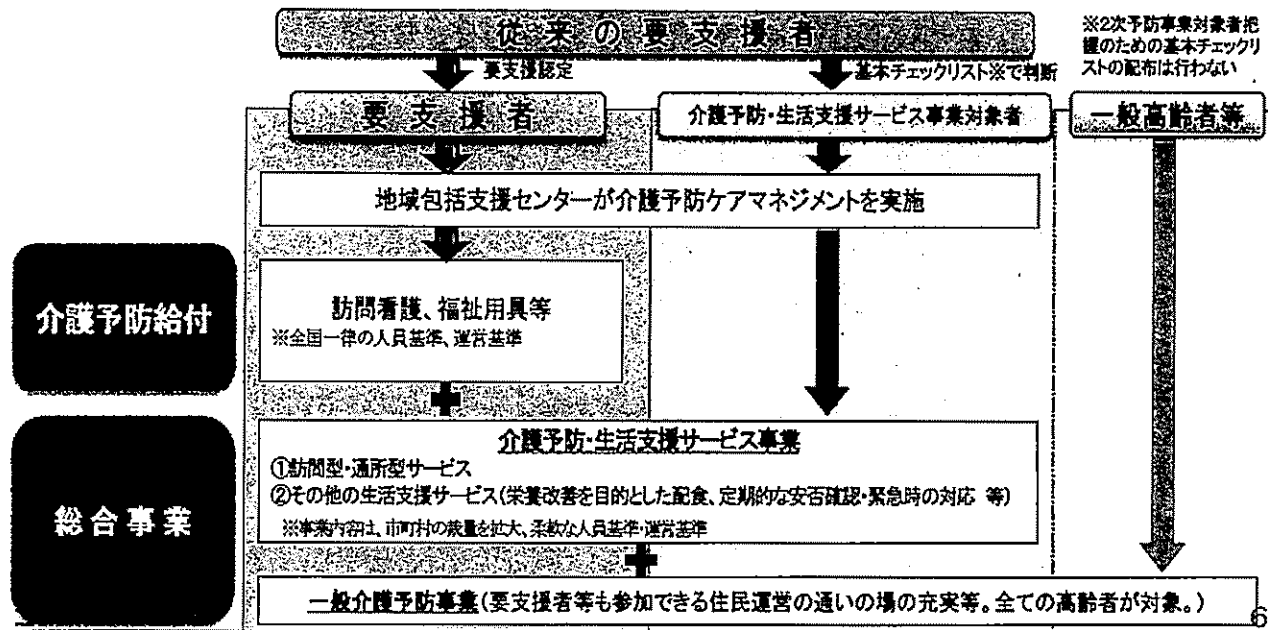 従来の要支援者
※2次予防事業対象者把
握のための基本チェックリ
ストの配布は行わない
要支援認定
基本チェックリスト※で判断
要支援者
介護予防・生活支援サービス事業対象者
一般高齢者等
地域包括支援センターが介護予防ケアマネジメントを実施
介護予防給付
訪問看護、福祉用具等
※全国一律の人員基準、運営基準
総合事業
介護予防・生活支援サービス事業
①訪問型・通所型サービス
②その他の生活支援サービス(栄養改善を目的とした配食、定期的な安否確認・緊急時の対応 等)
※事業内容は、市町村の裁量を拡大、柔軟な人員基準・運営基準
一般介護予防事業(要支援者等も参加できる住民運営の通いの場の充実等。全ての高齢者が対象。)
6